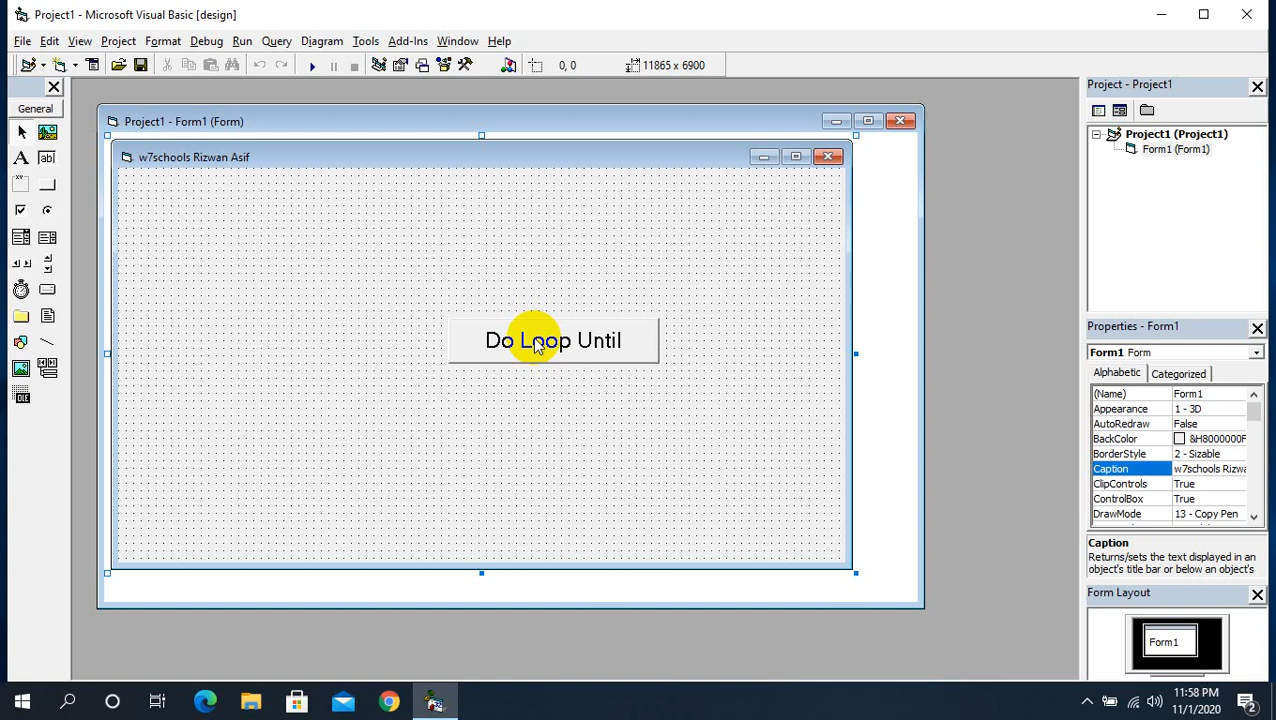 Project1 - Microsoft Visual Basic [design]
File Edit View Project Format Debug Run Query Diagram Tools Add-Ins Window Help
0, 0 11865 x 6900
General
Project1 - Form1 (Form)
w7schools Rizwan Asif
Do Loop Until
Project - Project1
Project1 (Project1)
Form1 (Form1)
Properties - Form1
Form1 Form
Alphabetic Categorized
(Name) Form1
Appearance 1 - 3D
AutoRedraw False
BackColor &H8000000F
BorderStyle 2 - Sizable
Caption w7schools Rizwa
ClipControls True
ControlBox True
DrawMode 13 - Copy Pen
Caption
Returns/sets the text displayed in an
object's title bar or below an object's
Form Layout
Form1
11:58 PM
11/1/2020
2